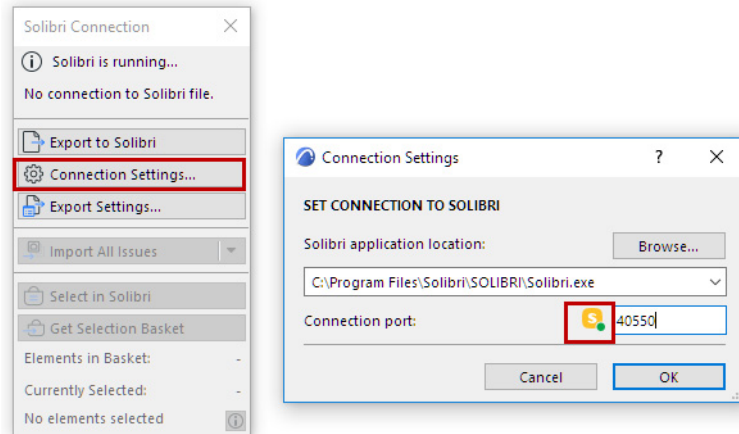 Solibri Connection
Solibri is running...
No connection to Solibri file.
Export to Solibri
Connection Settings...
Export Settings...
Import All Issues
Select in Solibri
Get Selection Basket
Elements in Basket: -
Currently Selected: -
No elements selected
Connection Settings ?
SET CONNECTION TO SOLIBRI
Solibri application location: Browse...
C:\Program Files\Solibri\SOLIBRI\Solibri.exe
Connection port: S 40550
Cancel OK